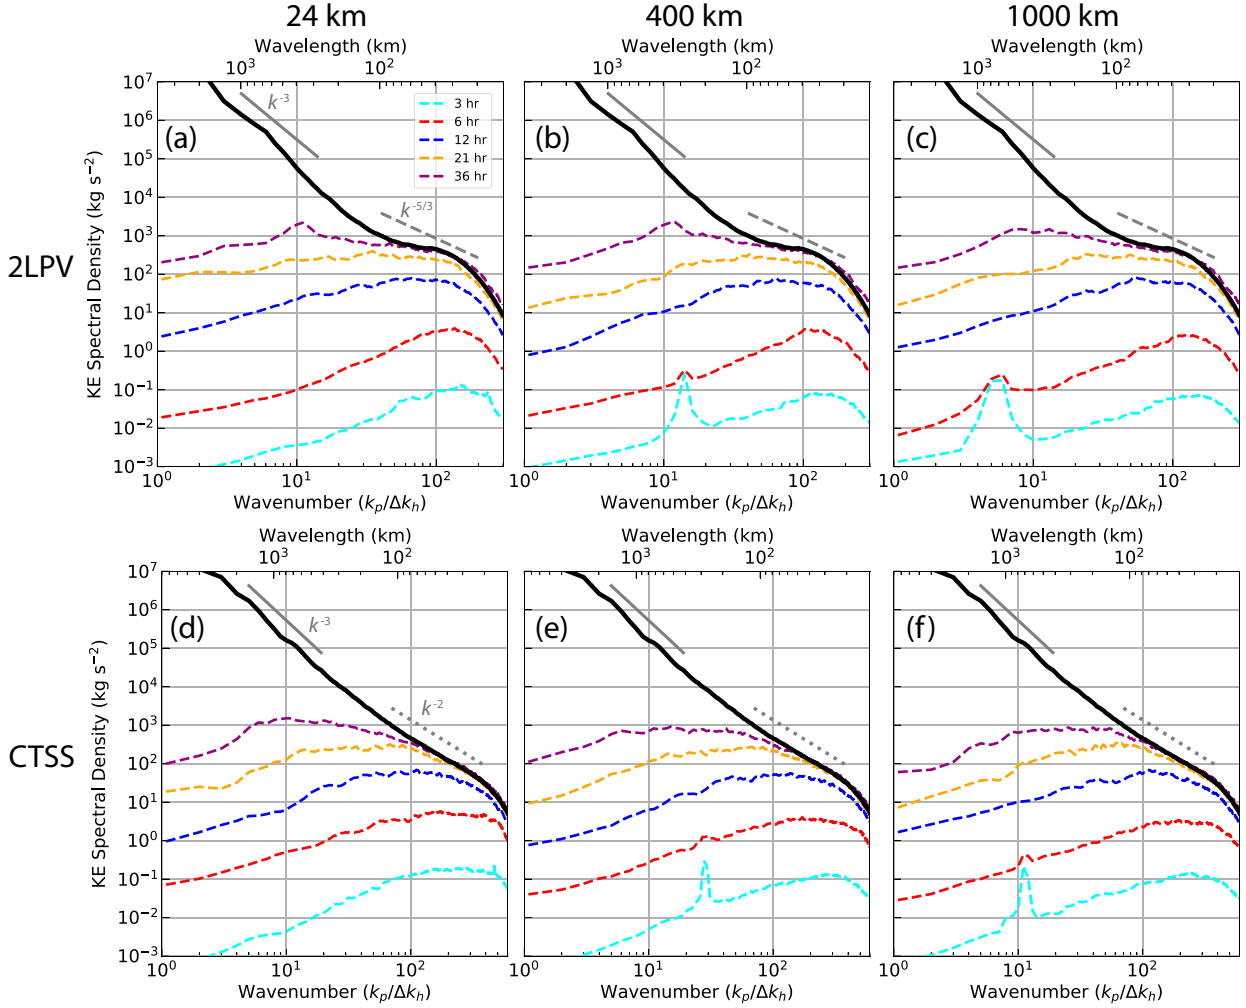 24 km
400 km
1000 km
Wavelength (km)
Wavelength (km)
Wavelength (km)
10³ 10²
10³ 10²
10³ 10²
2LPV
KE Spectral Density (kg s⁻²)
10⁷
10⁶
10⁵
10⁴
10³
10²
10¹
10⁰
10⁻¹
10⁻²
10⁻³
(a)
k⁻³
k⁻⁵/³
3 hr
6 hr
12 hr
21 hr
36 hr
(b)
(c)
10⁰ 10¹ 10²
10⁰ 10¹ 10²
10⁰ 10¹ 10²
Wavenumber (kₚ/Δkₕ)
Wavenumber (kₚ/Δkₕ)
Wavenumber (kₚ/Δkₕ)
Wavelength (km)
Wavelength (km)
Wavelength (km)
10³ 10²
10³ 10²
10³ 10²
CTSS
KE Spectral Density (kg s⁻²)
10⁷
10⁶
10⁵
10⁴
10³
10²
10¹
10⁰
10⁻¹
10⁻²
10⁻³
(d)
k⁻³
k⁻²
(e)
(f)
10⁰ 10¹ 10²
10⁰ 10¹ 10²
10⁰ 10¹ 10²
Wavenumber (kₚ/Δkₕ)
Wavenumber (kₚ/Δkₕ)
Wavenumber (kₚ/Δkₕ)